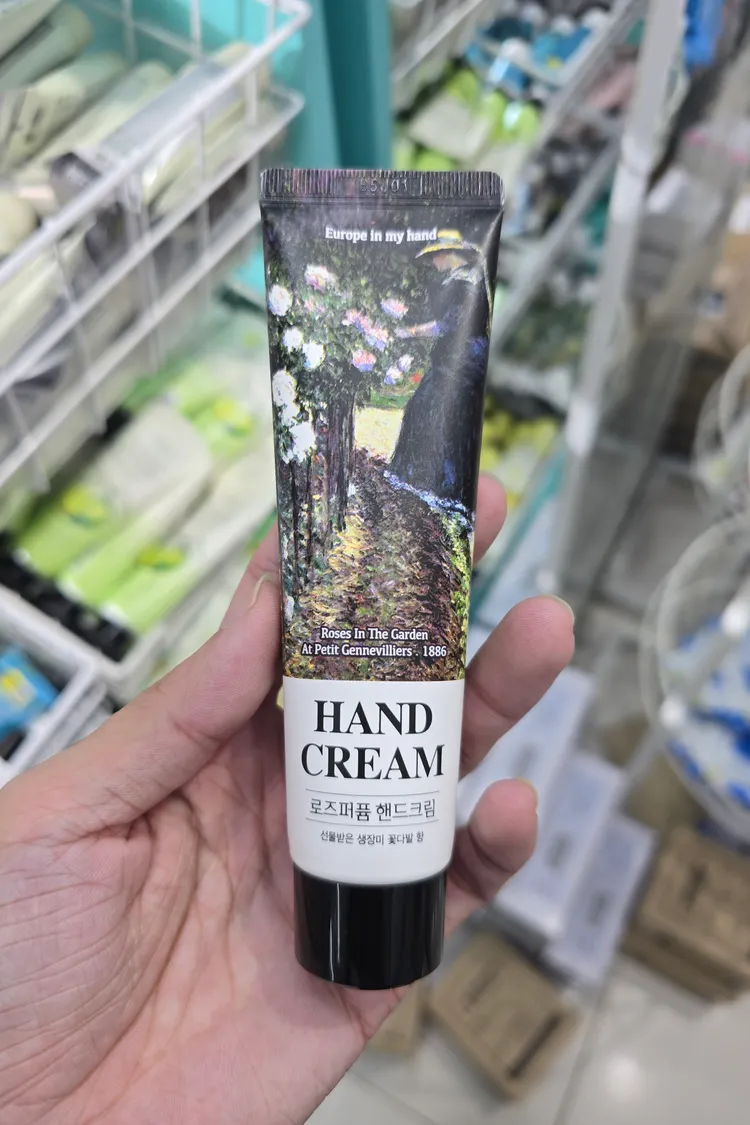 Europe in my hand
Roses In The Garden
At Petit Gennevilliers . 1886
HAND
CREAM
로즈퍼퓸 핸드크림
선물받은 생장미 꽃다발 향